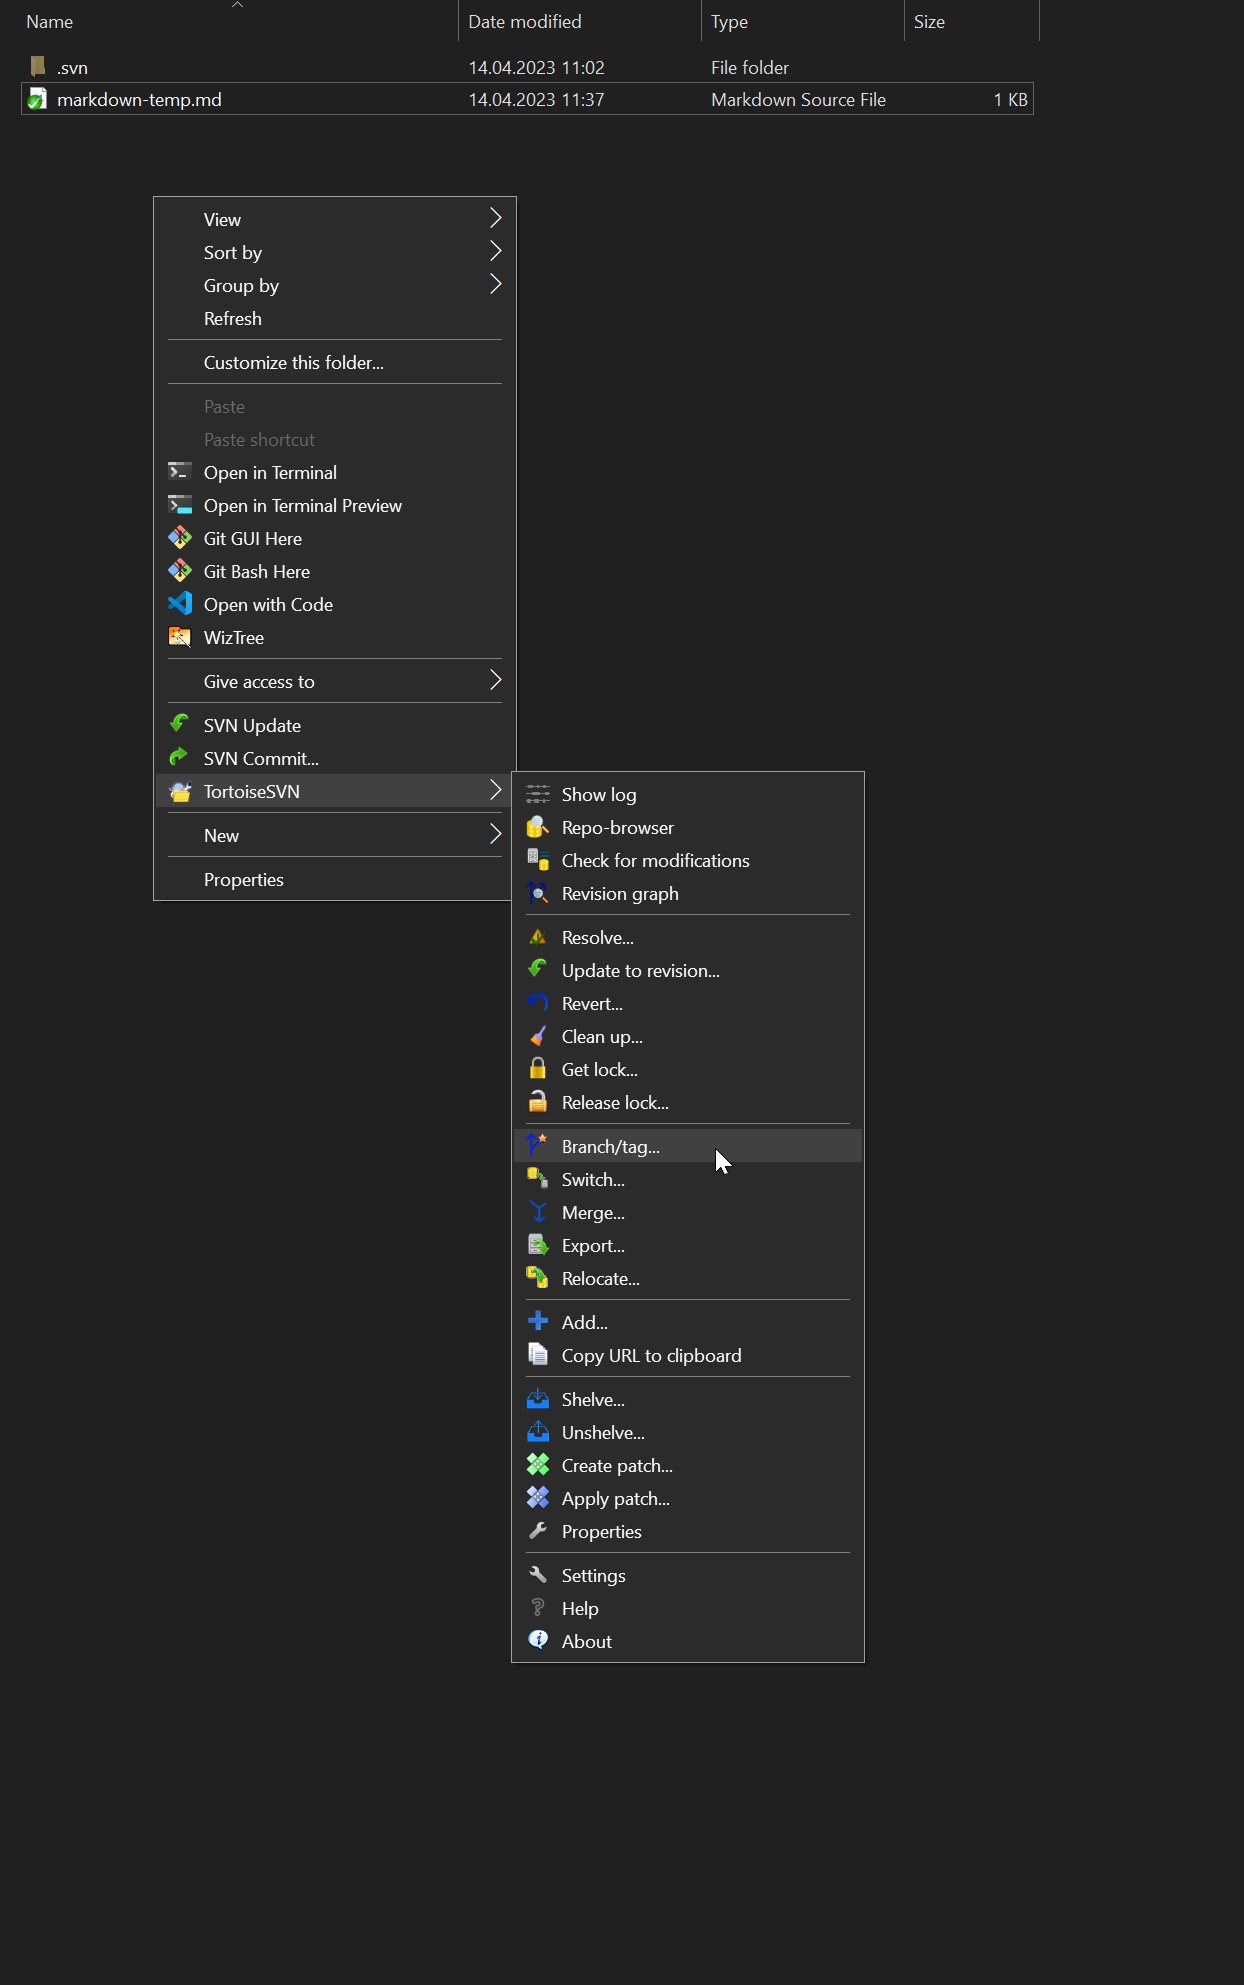 Name Date modified Type Size
.svn 14.04.2023 11:02 File folder
markdown-temp.md 14.04.2023 11:37 Markdown Source File 1 KB
View
Sort by
Group by
Refresh
Customize this folder...
Paste
Paste shortcut
Open in Terminal
Open in Terminal Preview
Git GUI Here
Git Bash Here
Open with Code
WizTree
Give access to
SVN Update
SVN Commit...
TortoiseSVN
New
Properties
Show log
Repo-browser
Check for modifications
Revision graph
Resolve...
Update to revision...
Revert...
Clean up...
Get lock...
Release lock...
Branch/tag...
Switch...
Merge...
Export...
Relocate...
Add...
Copy URL to clipboard
Shelve...
Unshelve...
Create patch...
Apply patch...
Properties
Settings
Help
About